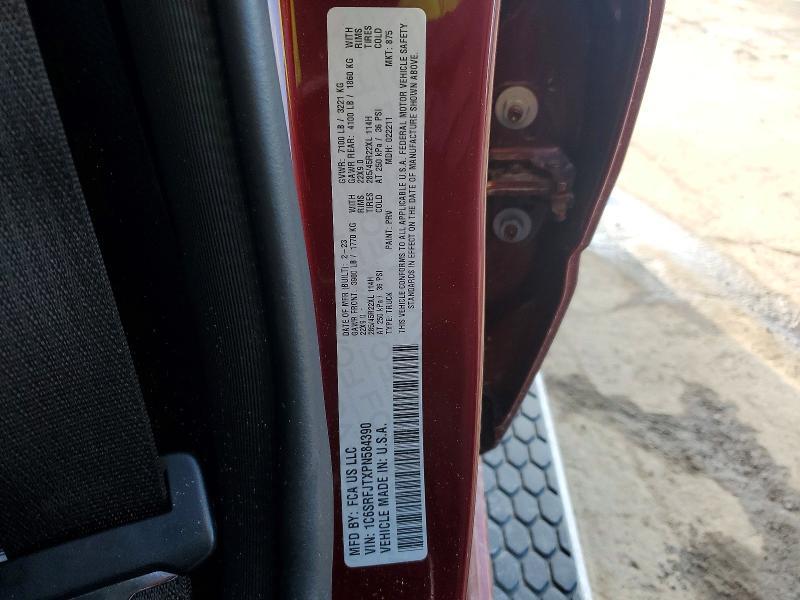 MFD BY: FCA US LLC
VIN: 1C6SRFJTXPN584390
VEHICLE MADE IN: U.S.A.
DATE OF MFR (BUILT): 2-23 GVWR: 7100 LB / 3221 KG
GAWR FRONT: 3900 LB / 1770 KG WITH GAWR REAR: 4100 LB / 1860 KG WITH
22X9.0 RIMS 22X9.0 RIMS
285/45R22XL 114H TIRES 285/45R22XL 114H TIRES
AT 250 kPa / 36 PSI COLD AT 250 kPa / 36 PSI COLD
TYPE: TRUCK PAINT: PRV MDH: 022211 MKT: 875
THIS VEHICLE CONFORMS TO ALL APPLICABLE U.S.A. FEDERAL MOTOR VEHICLE SAFETY
STANDARDS IN EFFECT ON THE DATE OF MANUFACTURE SHOWN ABOVE.